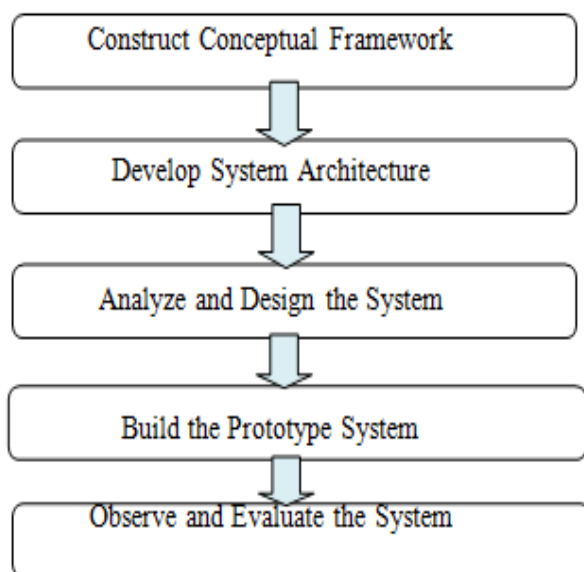 Construct Conceptual Framework
Develop System Architecture
Analyze and Design the System
Build the Prototype System
Observe and Evaluate the System